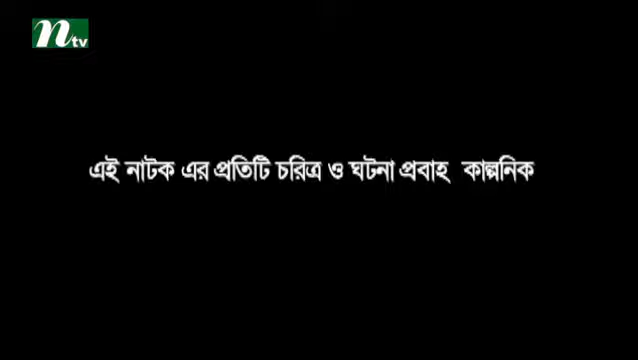 ntv
এই নাটক এর প্রতিটি চরিত্র ও ঘটনা প্রবাহ কাল্পনিক